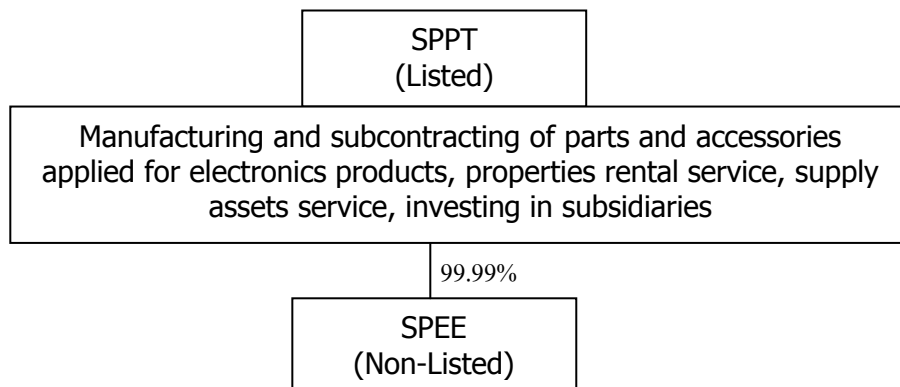 SPPT
(Listed)
Manufacturing and subcontracting of parts and accessories
applied for electronics products, properties rental service, supply
assets service, investing in subsidiaries
99.99%
SPEE
(Non-Listed)